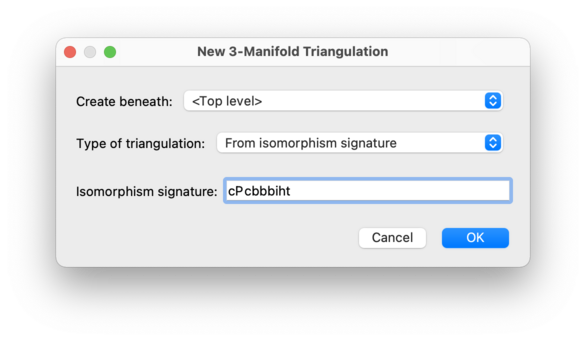 New 3-Manifold Triangulation
Create beneath: <Top level>
Type of triangulation: From isomorphism signature
Isomorphism signature: cPcbbbiht
Cancel OK